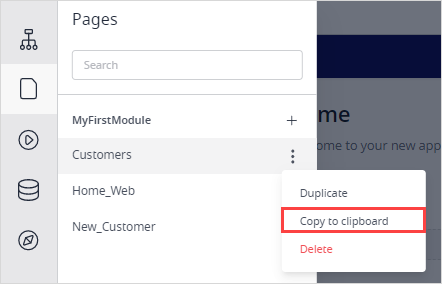 Pages
Search
MyFirstModule
Customers
Home_Web
New_Customer
Duplicate
Copy to clipboard
Delete
me
ome to your new app